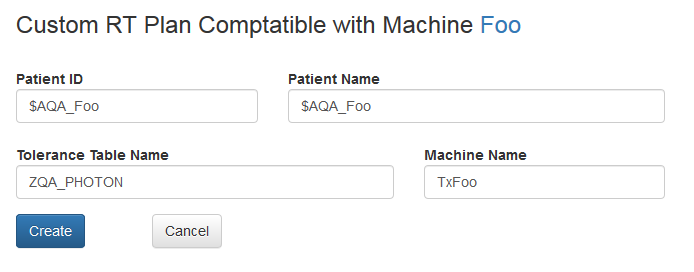 Custom RT Plan Comptatible with Machine Foo
Patient ID Patient Name
$AQA_Foo $AQA_Foo
Tolerance Table Name Machine Name
ZQA_PHOTON TxFoo
Create Cancel